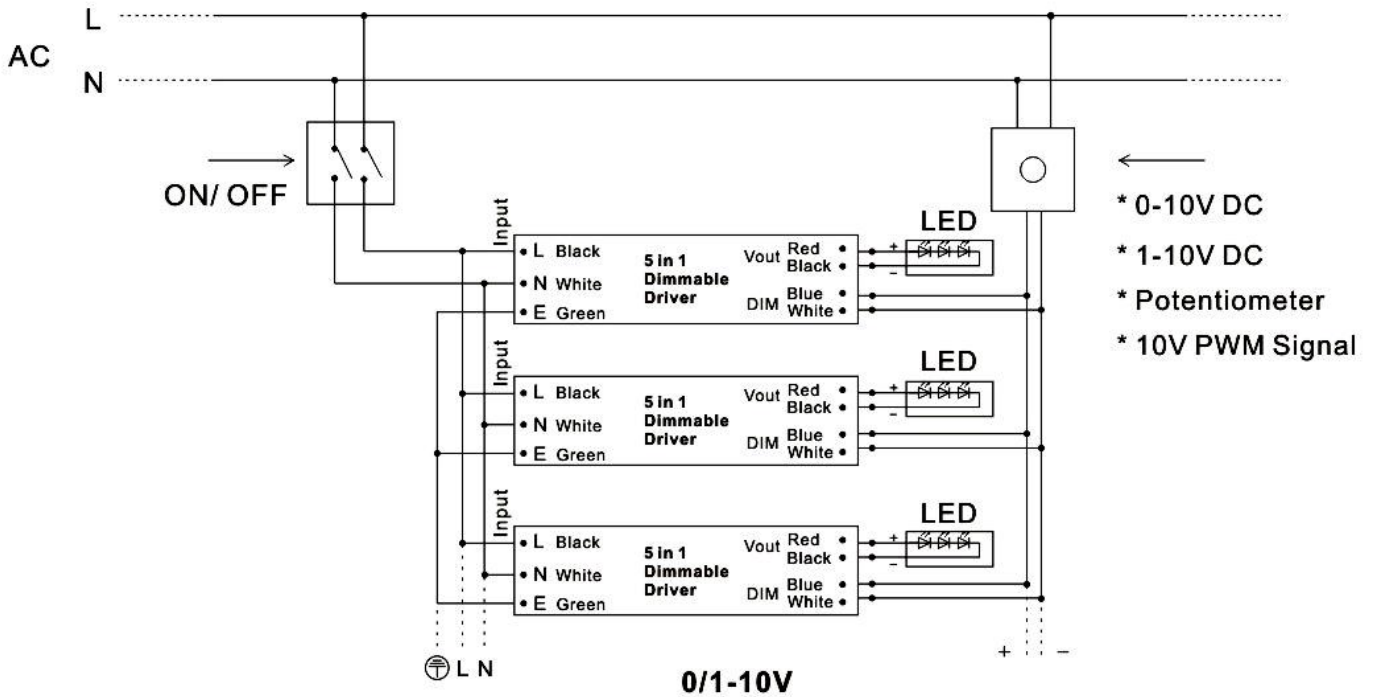 L
AC
N
ON/ OFF
* 0-10V DC
* 1-10V DC
* Potentiometer
* 10V PWM Signal
Input
L Black
N White
E Green
5 in 1
Dimmable
Driver
Vout Red
Black
DIM Blue
White
LED
+
−
Input
L Black
N White
E Green
5 in 1
Dimmable
Driver
Vout Red
Black
DIM Blue
White
LED
+
−
Input
L Black
N White
E Green
5 in 1
Dimmable
Driver
Vout Red
Black
DIM Blue
White
LED
+
−
L N
+ −
0/1-10V